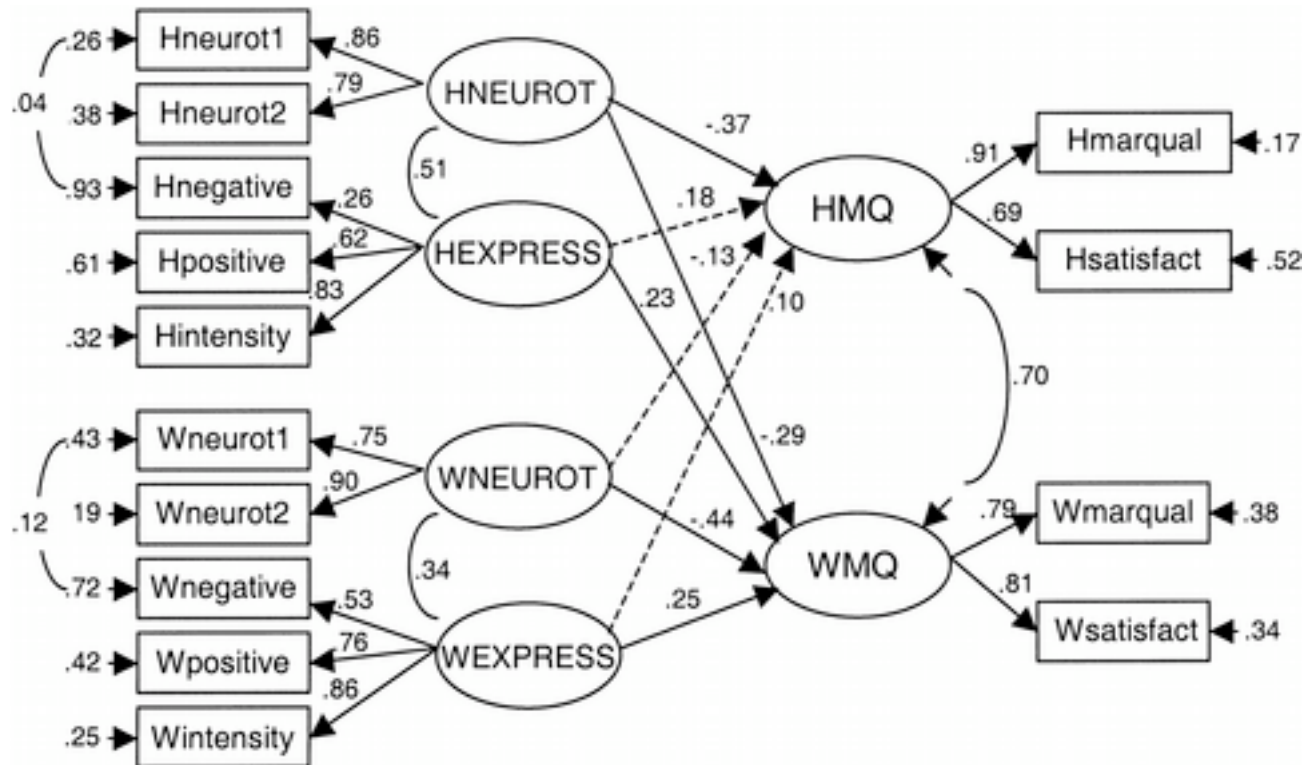 .26 Hneurot1 .86
.04 .38 Hneurot2 .79 HNEUROT
.93 Hnegative .26 .51
.61 Hpositive .62 HEXPRESS
.32 Hintensity .83
-.37
.18
-.13
.23 .10
HMQ
.91 Hmarqual .17
.69 Hsatisfact .52
.70
.43 Wneurot1 .75
.12 19 Wneurot2 .90 WNEUROT
.72 Wnegative .53 .34
.42 Wpositive .76 WEXPRESS
.25 Wintensity .86
-.29
-.44
.25
WMQ
.79 Wmarqual .38
.81 Wsatisfact .34